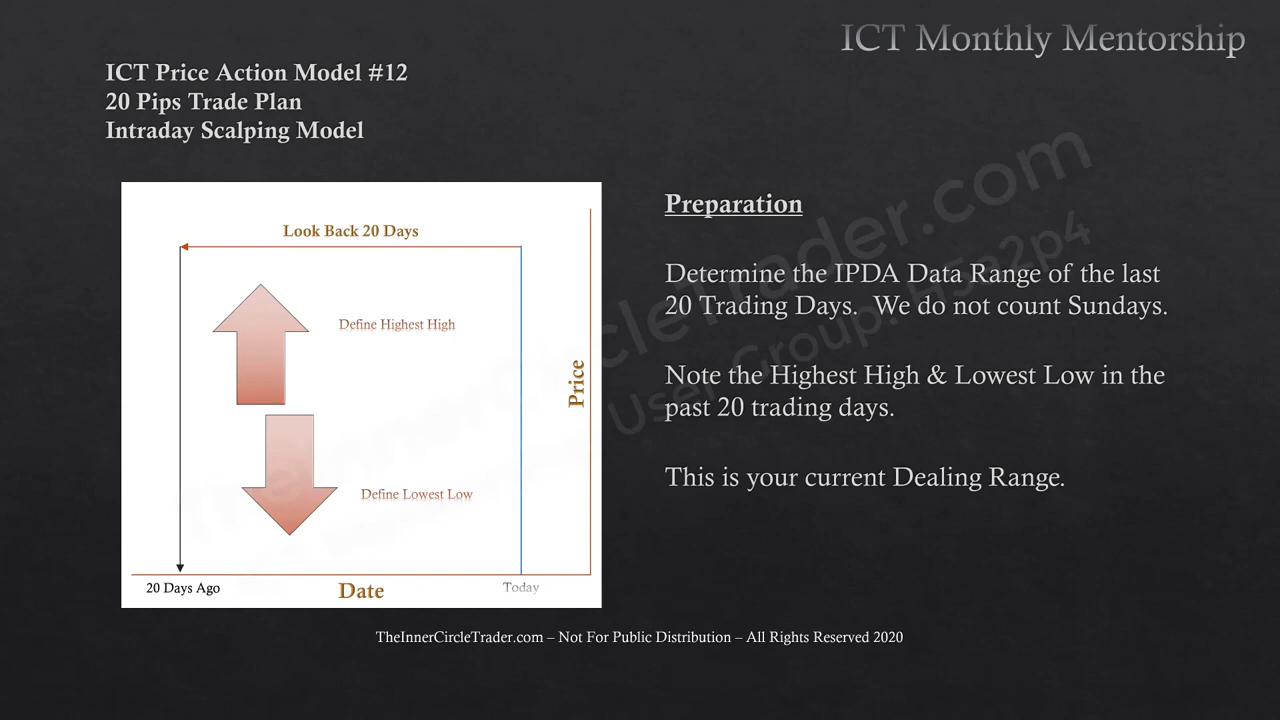 ICT Monthly Mentorship
ICT Price Action Model #12
20 Pips Trade Plan
Intraday Scalping Model
Look Back 20 Days
Define Highest High
Price
Define Lowest Low
20 Days Ago
Date
Today
Preparation
Determine the IPDA Data Range of the last
20 Trading Days.  We do not count Sundays.
Note the Highest High & Lowest Low in the
past 20 trading days.
This is your current Dealing Range.
TheInnerCircleTrader.com – Not For Public Distribution – All Rights Reserved 2020
TheInnerCircleTrader.com
User Group: